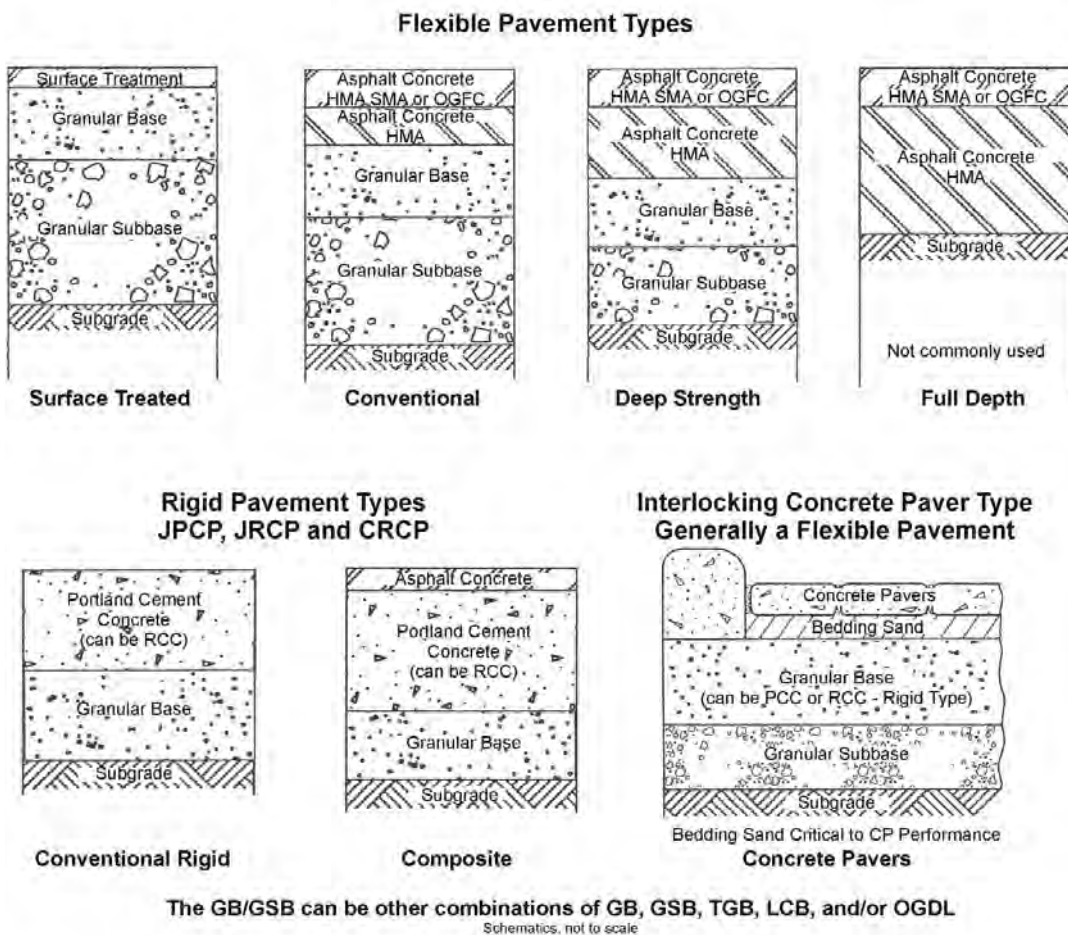 Flexible Pavement Types
Surface Treatment
Granular Base
Granular Subbase
Subgrade
Surface Treated
Asphalt Concrete
HMA SMA or OGFC
Asphalt Concrete
HMA
Granular Base
Granular Subbase
Subgrade
Conventional
Asphalt Concrete
HMA SMA or OGFC
Asphalt Concrete
HMA
Granular Base
Granular Subbase
Subgrade
Deep Strength
Asphalt Concrete
HMA SMA or OGFC
Asphalt Concrete
HMA
Subgrade
Not commonly used
Full Depth
Rigid Pavement Types
JPCP, JRCP and CRCP
Portland Cement
Concrete
(can be RCC)
Granular Base
Subgrade
Conventional Rigid
Asphalt Concrete
Portland Cement
Concrete
(can be RCC)
Granular Base
Subgrade
Composite
Interlocking Concrete Paver Type
Generally a Flexible Pavement
Concrete Pavers
Bedding Sand
Granular Base
(can be PCC or RCC - Rigid Type)
Granular Subbase
Subgrade
Bedding Sand Critical to CP Performance
Concrete Pavers
The GB/GSB can be other combinations of GB, GSB, TGB, LCB, and/or OGDL
Schematics, not to scale